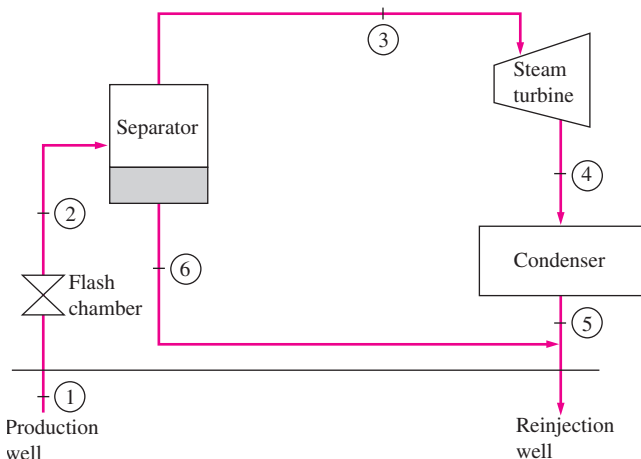 3
Steam
turbine
Separator
4
2
6
Condenser
Flash
chamber
5
1
Production
well
Reinjection
well